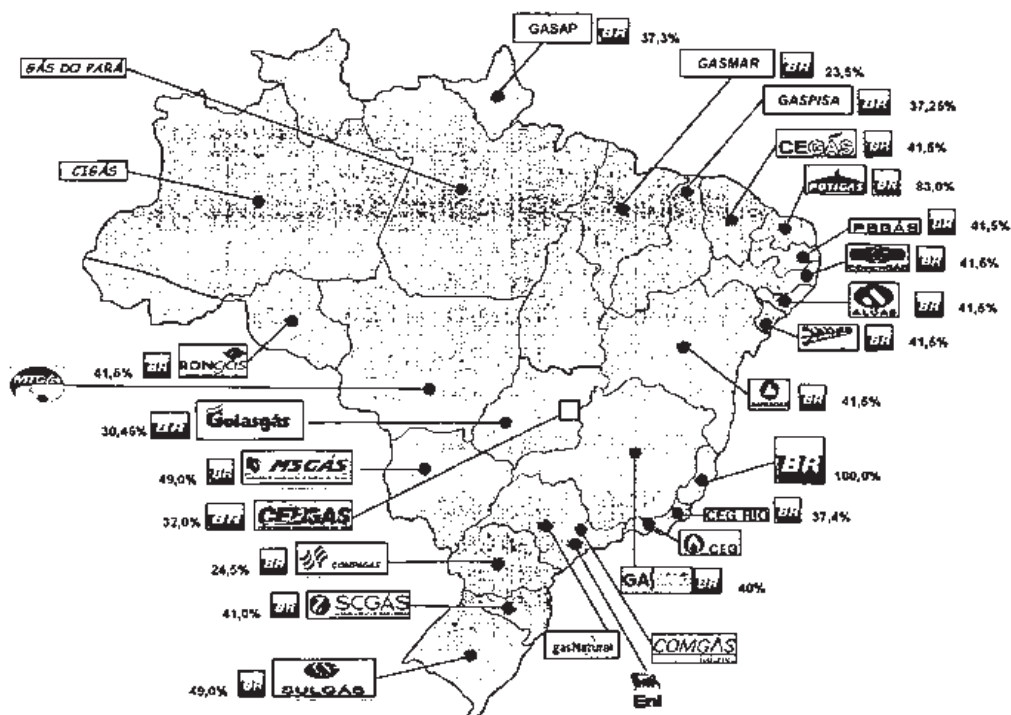 GASAP BR 37,3%
GÁS DO PARÁ
GASMAR BR 23,5%
GASPISA BR 37,25%
CEGÁS BR 41,5%
CIGÁS
POTIGÁS BR 83,0%
PBGÁS BR 41,5%
BR 41,5%
ALGÁS BR 41,5%
BR 41,5%
41,5% BR RONGÁS
BR 41,5%
30,46% BR Goiasgás
BR 100,0%
49,0% BR MSGÁS
32,0% BR CEBGAS
CEG RIO BR 37,4%
CEG
24,5% BR COMPAGAS
GA BR 40%
41,0% BR SCGÁS
gasNatural
COMGÁS
49,0% BR SULGÁS
Eni